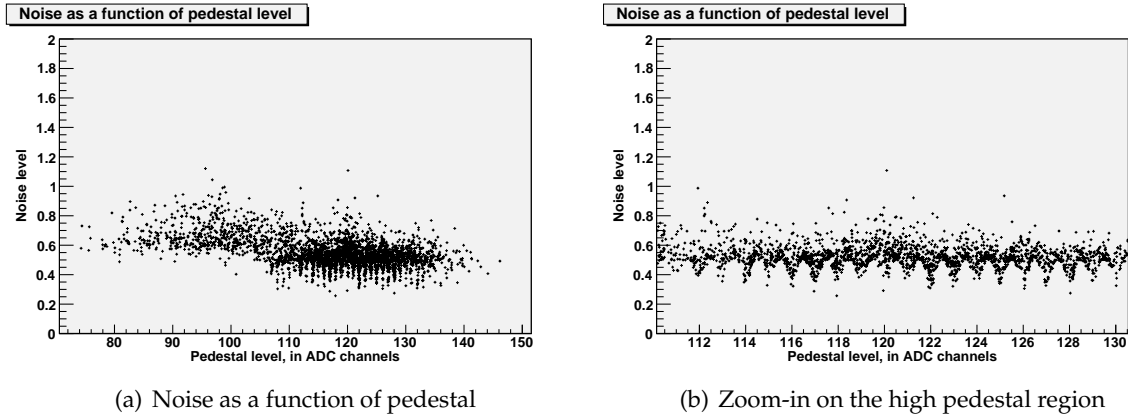 Noise as a function of pedestal level
Noise level
2
1.8
1.6
1.4
1.2
1
0.8
0.6
0.4
0.2
0
80 90 100 110 120 130 140 150
Pedestal level, in ADC channels
(a) Noise as a function of pedestal
Noise as a function of pedestal level
Noise level
2
1.8
1.6
1.4
1.2
1
0.8
0.6
0.4
0.2
0
112 114 116 118 120 122 124 126 128 130
Pedestal level, in ADC channels
(b) Zoom-in on the high pedestal region